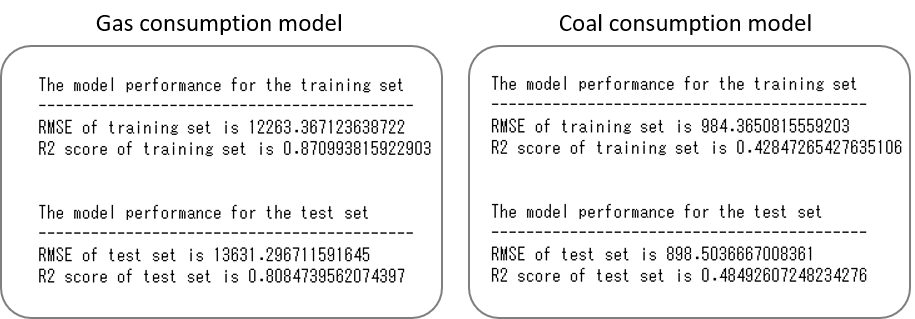 Gas consumption model
The model performance for the training set
-------------------------------------------
RMSE of training set is 12263.367123638722
R2 score of training set is 0.870993815922903
The model performance for the test set
-------------------------------------------
RMSE of test set is 13631.296711591645
R2 score of test set is 0.8084739562074397
Coal consumption model
The model performance for the training set
-------------------------------------------
RMSE of training set is 984.3650815559203
R2 score of training set is 0.42847265427635106
The model performance for the test set
-------------------------------------------
RMSE of test set is 898.5036667008361
R2 score of test set is 0.48492607248234276